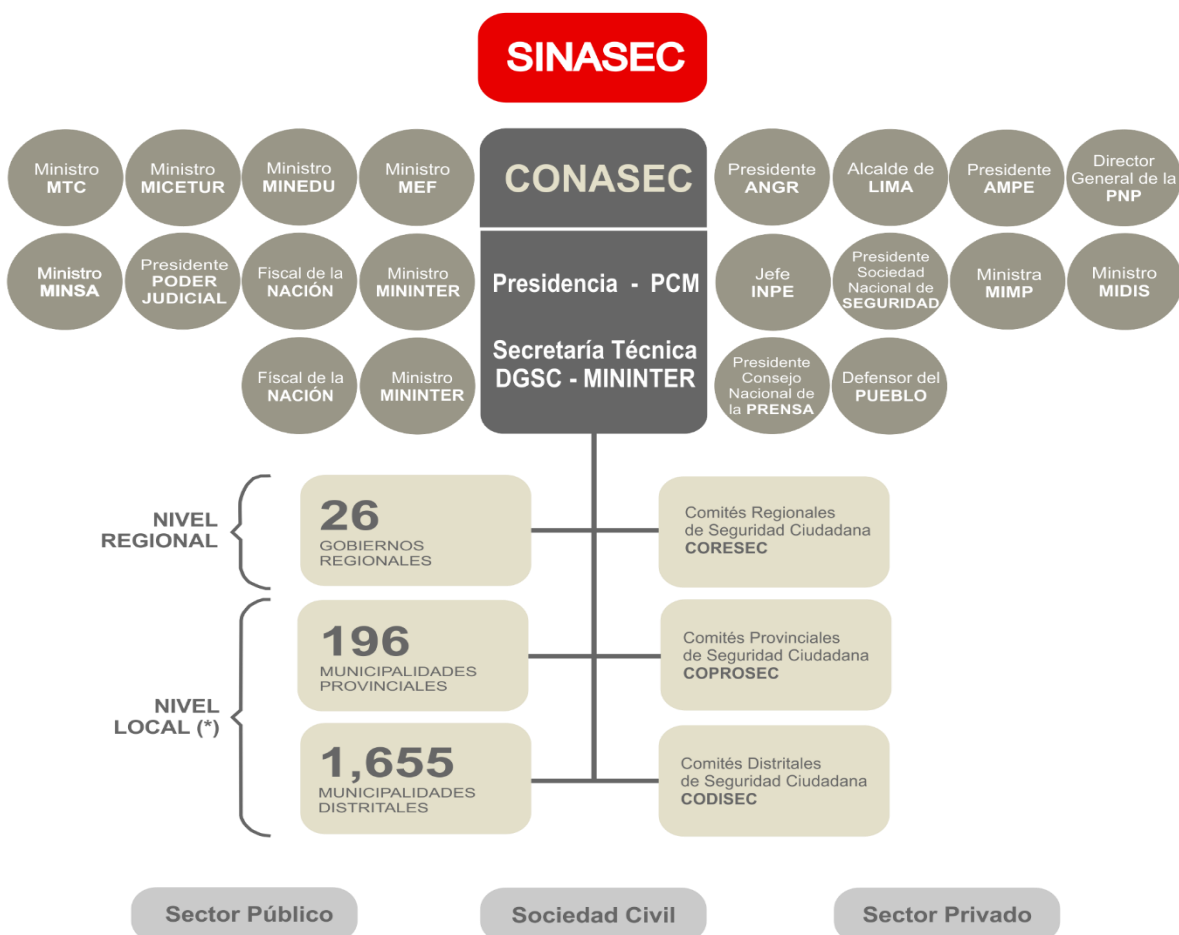 SINASEC
Ministro
MTC
Ministro
MICETUR
Ministro
MINEDU
Ministro
MEF
CONASEC
Presidente
ANGR
Alcalde de
LIMA
Presidente
AMPE
Director
General de la
PNP
Ministro
MINSA
Presidente
PODER
JUDICIAL
Fiscal de la
NACIÓN
Ministro
MININTER
Presidencia - PCM
Jefe
INPE
Presidente
Sociedad
Nacional de
SEGURIDAD
Ministra
MIMP
Ministro
MIDIS
Fiscal de la
NACIÓN
Ministro
MININTER
Secretaría Técnica
DGSC - MININTER
Presidente
Consejo
Nacional de
la PRENSA
Defensor del
PUEBLO
NIVEL
REGIONAL
26
GOBIERNOS
REGIONALES
Comités Regionales
de Seguridad Ciudadana
CORESEC
NIVEL
LOCAL (*)
196
MUNICIPALIDADES
PROVINCIALES
Comités Provinciales
de Seguridad Ciudadana
COPROSEC
1,655
MUNICIPALIDADES
DISTRITALES
Comités Distritales
de Seguridad Ciudadana
CODISEC
Sector Público
Sociedad Civil
Sector Privado